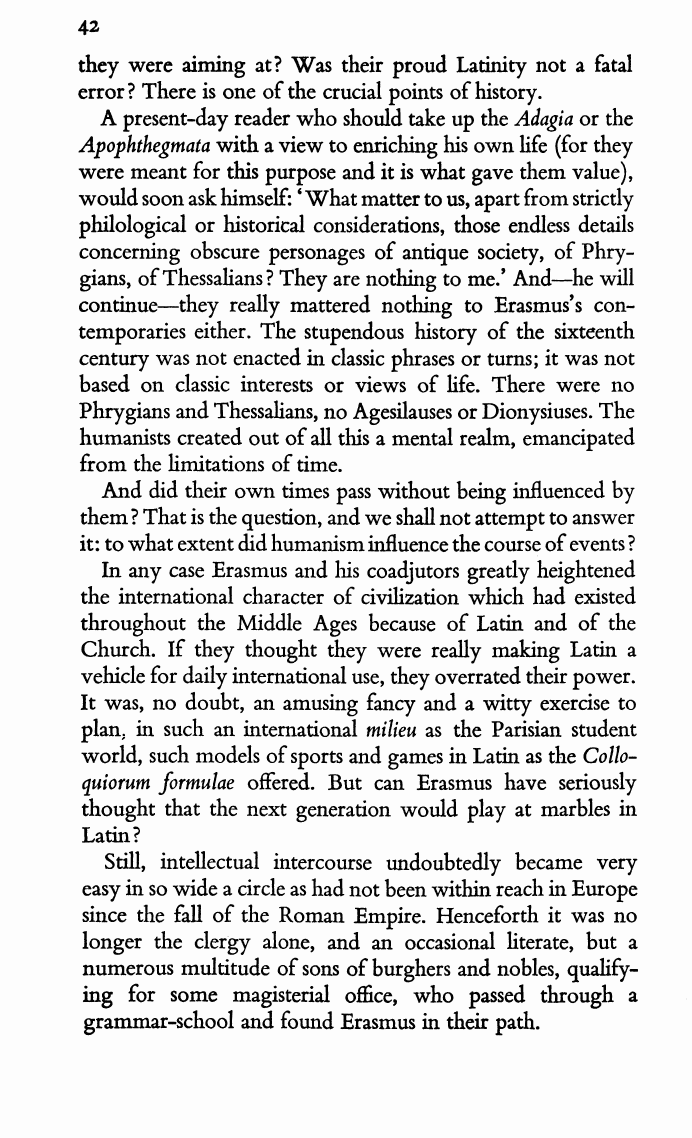 42
they were aiming at? Was their proud Latinity not a fatal
error? There is one of the crucial points of history.
A present-day reader who should take up the Adagia or the
Apophthegmata with a view to enriching his own life (for they
were meant for this purpose and it is what gave them value),
would soon ask himself: ‘What matter to us, apart from strictly
philological or historical considerations, those endless details
concerning obscure personages of antique society, of Phry-
gians, of Thessalians? They are nothing to me.’ And—he will
continue—they really mattered nothing to Erasmus’s con-
temporaries either. The stupendous history of the sixteenth
century was not enacted in classic phrases or turns; it was not
based on classic interests or views of life. There were no
Phrygians and Thessalians, no Agesilauses or Dionysiuses. The
humanists created out of all this a mental realm, emancipated
from the limitations of time.
And did their own times pass without being influenced by
them? That is the question, and we shall not attempt to answer
it: to what extent did humanism influence the course of events?
In any case Erasmus and his coadjutors greatly heightened
the international character of civilization which had existed
throughout the Middle Ages because of Latin and of the
Church. If they thought they were really making Latin a
vehicle for daily international use, they overrated their power.
It was, no doubt, an amusing fancy and a witty exercise to
plan, in such an international milieu as the Parisian student
world, such models of sports and games in Latin as the Collo-
quiorum formulae offered. But can Erasmus have seriously
thought that the next generation would play at marbles in
Latin?
Still, intellectual intercourse undoubtedly became very
easy in so wide a circle as had not been within reach in Europe
since the fall of the Roman Empire. Henceforth it was no
longer the clergy alone, and an occasional literate, but a
numerous multitude of sons of burghers and nobles, qualify-
ing for some magisterial office, who passed through a
grammar-school and found Erasmus in their path.